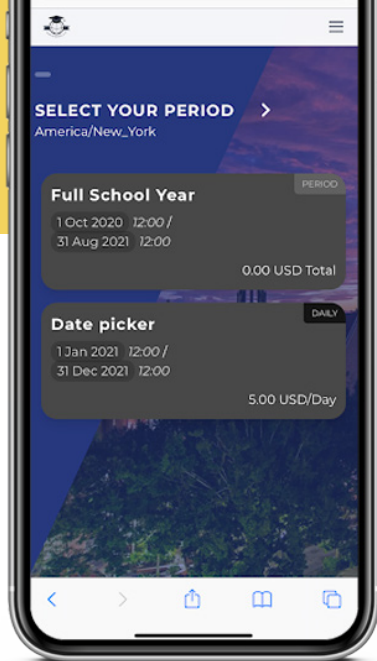 SELECT YOUR PERIOD >
America/New_York
PERIOD
Full School Year
1 Oct 2020 12:00 /
31 Aug 2021 12:00
0.00 USD Total
DAILY
Date picker
1 Jan 2021 12:00 /
31 Dec 2021 12:00
5.00 USD/Day